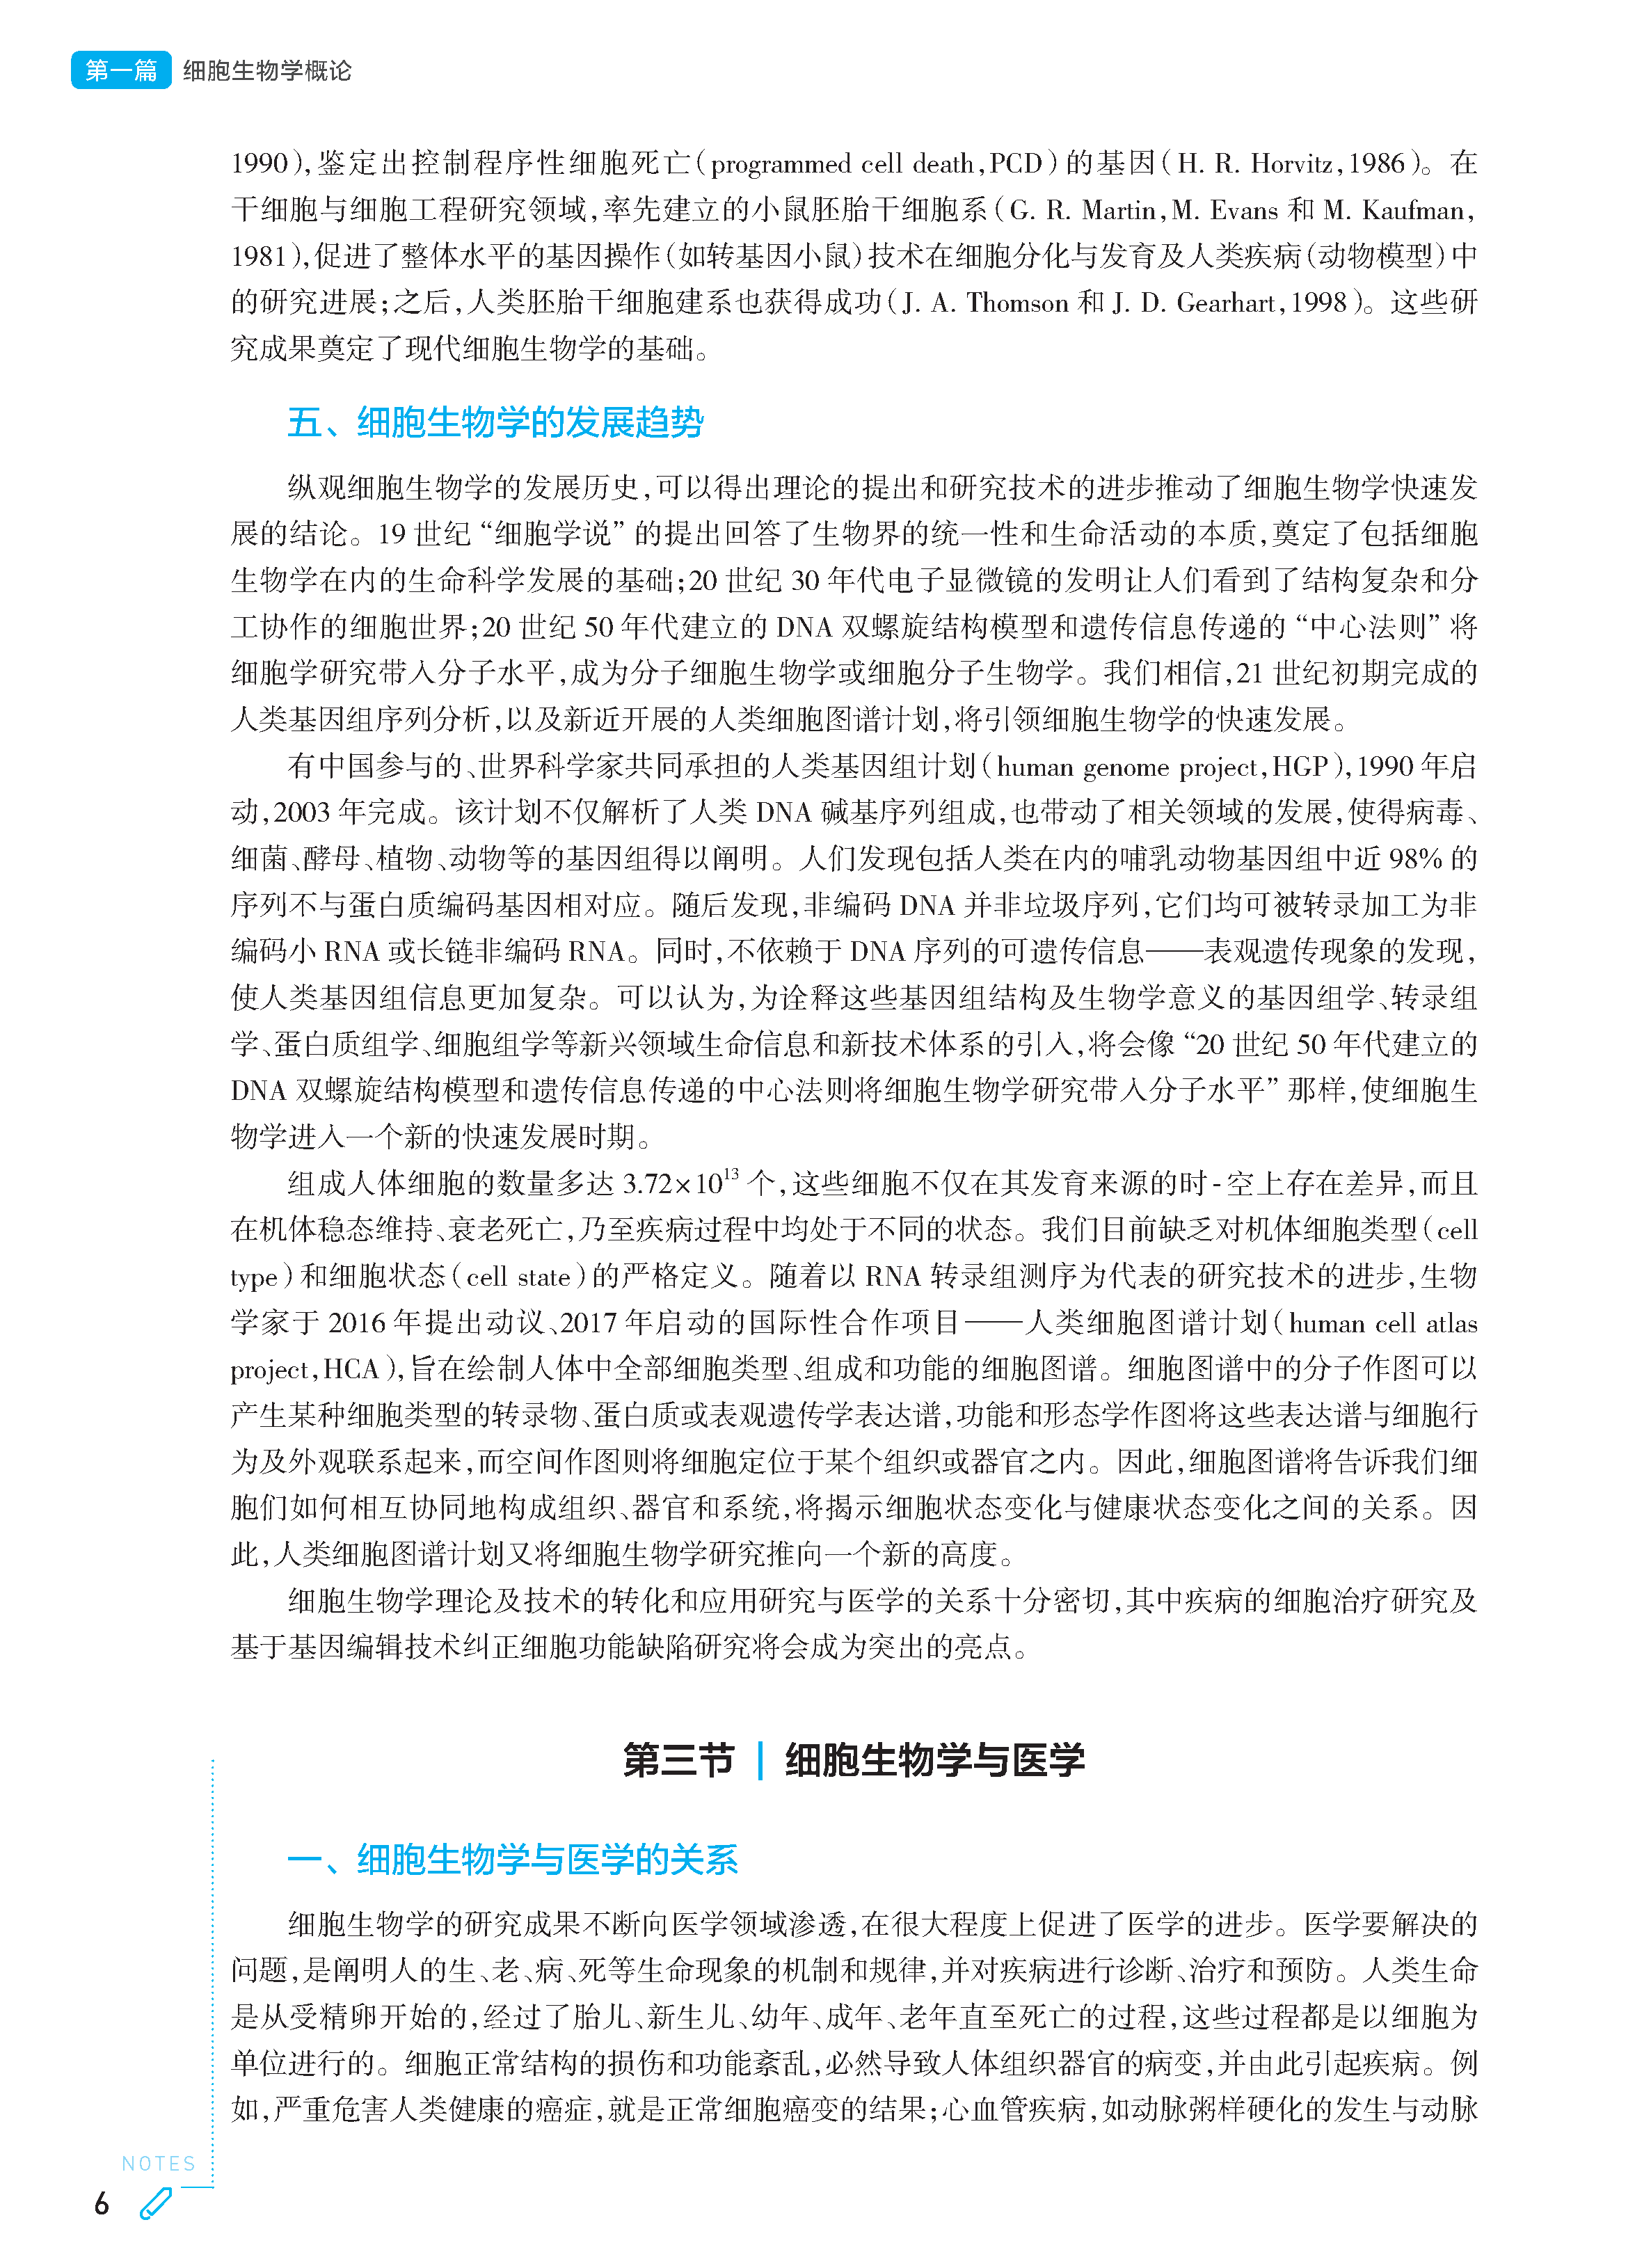 第一篇 细胞生物学概论
1990),鉴定出控制程序性细胞死亡(programmed cell death,PCD)的基因(H. R. Horvitz,1986)。在
干细胞与细胞工程研究领域,率先建立的小鼠胚胎干细胞系(G. R. Martin,M. Evans 和 M. Kaufman,
1981),促进了整体水平的基因操作(如转基因小鼠)技术在细胞分化与发育及人类疾病(动物模型)中
的研究进展;之后,人类胚胎干细胞建系也获得成功(J. A. Thomson 和 J. D. Gearhart,1998)。这些研
究成果奠定了现代细胞生物学的基础。
五、细胞生物学的发展趋势
纵观细胞生物学的发展历史,可以得出理论的提出和研究技术的进步推动了细胞生物学快速发
展的结论。19 世纪“细胞学说”的提出回答了生物界的统一性和生命活动的本质,奠定了包括细胞
生物学在内的生命科学发展的基础;20 世纪 30 年代电子显微镜的发明让人们看到了结构复杂和分
工协作的细胞世界;20 世纪 50 年代建立的 DNA 双螺旋结构模型和遗传信息传递的“中心法则”将
细胞学研究带入分子水平,成为分子细胞生物学或细胞分子生物学。我们相信,21 世纪初期完成的
人类基因组序列分析,以及新近开展的人类细胞图谱计划,将引领细胞生物学的快速发展。
有中国参与的、世界科学家共同承担的人类基因组计划(human genome project,HGP),1990 年启
动,2003 年完成。该计划不仅解析了人类 DNA 碱基序列组成,也带动了相关领域的发展,使得病毒、
细菌、酵母、植物、动物等的基因组得以阐明。人们发现包括人类在内的哺乳动物基因组中近 98% 的
序列不与蛋白质编码基因相对应。随后发现,非编码 DNA 并非垃圾序列,它们均可被转录加工为非
编码小 RNA 或长链非编码 RNA。同时,不依赖于 DNA 序列的可遗传信息——表观遗传现象的发现,
使人类基因组信息更加复杂。可以认为,为诠释这些基因组结构及生物学意义的基因组学、转录组
学、蛋白质组学、细胞组学等新兴领域生命信息和新技术体系的引入,将会像“20 世纪 50 年代建立的
DNA 双螺旋结构模型和遗传信息传递的中心法则将细胞生物学研究带入分子水平”那样,使细胞生
物学进入一个新的快速发展时期。
组成人体细胞的数量多达 3.72×10¹³ 个,这些细胞不仅在其发育来源的时-空上存在差异,而且
在机体稳态维持、衰老死亡,乃至疾病过程中均处于不同的状态。我们目前缺乏对机体细胞类型(cell
type)和细胞状态(cell state)的严格定义。随着以 RNA 转录组测序为代表的研究技术的进步,生物
学家于 2016 年提出动议、2017 年启动的国际性合作项目——人类细胞图谱计划(human cell atlas
project,HCA),旨在绘制人体中全部细胞类型、组成和功能的细胞图谱。细胞图谱中的分子作图可以
产生某种细胞类型的转录物、蛋白质或表观遗传学表达谱,功能和形态学作图将这些表达谱与细胞行
为及外观联系起来,而空间作图则将细胞定位于某个组织或器官之内。因此,细胞图谱将告诉我们细
胞们如何相互协同地构成组织、器官和系统,将揭示细胞状态变化与健康状态变化之间的关系。因
此,人类细胞图谱计划又将细胞生物学研究推向一个新的高度。
细胞生物学理论及技术的转化和应用研究与医学的关系十分密切,其中疾病的细胞治疗研究及
基于基因编辑技术纠正细胞功能缺陷研究将会成为突出的亮点。
第三节 | 细胞生物学与医学
一、细胞生物学与医学的关系
细胞生物学的研究成果不断向医学领域渗透,在很大程度上促进了医学的进步。医学要解决的
问题,是阐明人的生、老、病、死等生命现象的机制和规律,并对疾病进行诊断、治疗和预防。人类生命
是从受精卵开始的,经过了胎儿、新生儿、幼年、成年、老年直至死亡的过程,这些过程都是以细胞为
单位进行的。细胞正常结构的损伤和功能紊乱,必然导致人体组织器官的病变,并由此引起疾病。例
如,严重危害人类健康的癌症,就是正常细胞癌变的结果;心血管疾病,如动脉粥样硬化的发生与动脉
NOTES
6